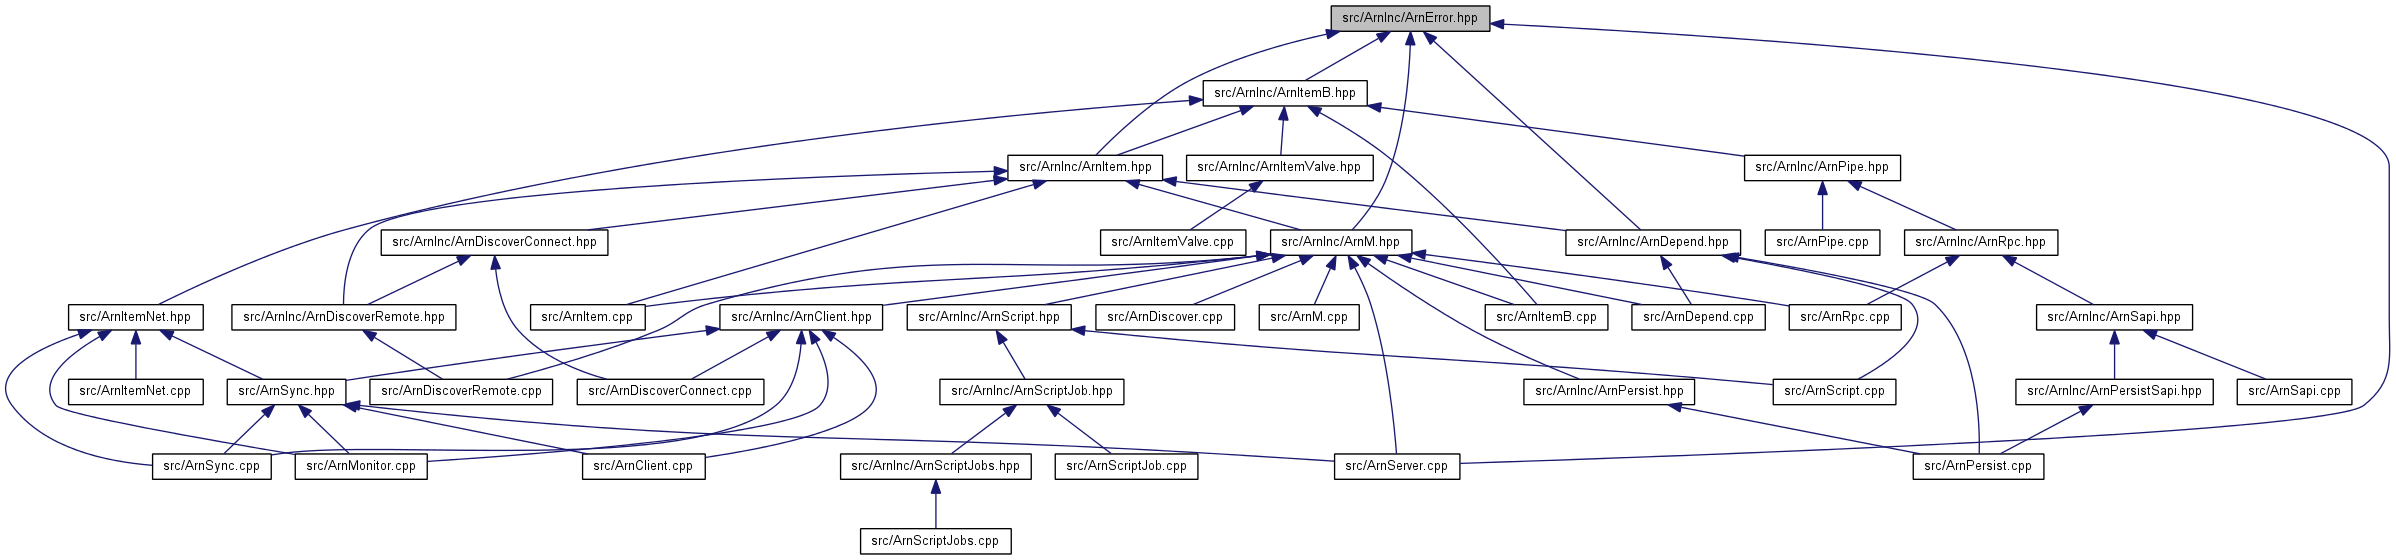 src/ArnInc/ArnError.hpp
src/ArnInc/ArnItemB.hpp
src/ArnInc/ArnItem.hpp
src/ArnInc/ArnItemValve.hpp
src/ArnInc/ArnPipe.hpp
src/ArnInc/ArnDiscoverConnect.hpp
src/ArnItemValve.cpp
src/ArnInc/ArnM.hpp
src/ArnInc/ArnDepend.hpp
src/ArnPipe.cpp
src/ArnInc/ArnRpc.hpp
src/ArnItemNet.hpp
src/ArnInc/ArnDiscoverRemote.hpp
src/ArnItem.cpp
src/ArnInc/ArnClient.hpp
src/ArnInc/ArnScript.hpp
src/ArnDiscover.cpp
src/ArnM.cpp
src/ArnItemB.cpp
src/ArnDepend.cpp
src/ArnRpc.cpp
src/ArnInc/ArnSapi.hpp
src/ArnItemNet.cpp
src/ArnSync.hpp
src/ArnDiscoverRemote.cpp
src/ArnDiscoverConnect.cpp
src/ArnInc/ArnScriptJob.hpp
src/ArnInc/ArnPersist.hpp
src/ArnScript.cpp
src/ArnInc/ArnPersistSapi.hpp
src/ArnSapi.cpp
src/ArnSync.cpp
src/ArnMonitor.cpp
src/ArnClient.cpp
src/ArnInc/ArnScriptJobs.hpp
src/ArnScriptJob.cpp
src/ArnServer.cpp
src/ArnPersist.cpp
src/ArnScriptJobs.cpp